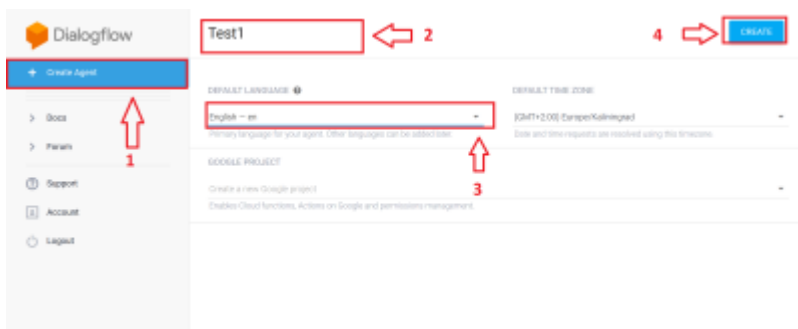 Dialogflow
Test1
2
4
CREATE
+ Create Agent
1
DEFAULT LANGUAGE
DEFAULT TIME ZONE
English — en
(GMT+2:00) Europe/Kaliningrad
Primary language for your agent. Other languages can be added later.
Date and time requests are resolved using this timezone.
3
> Docs
> Forum
GOOGLE PROJECT
Create a new Google project
Enables Cloud functions, Actions on Google and permissions management.
Support
Account
Logout